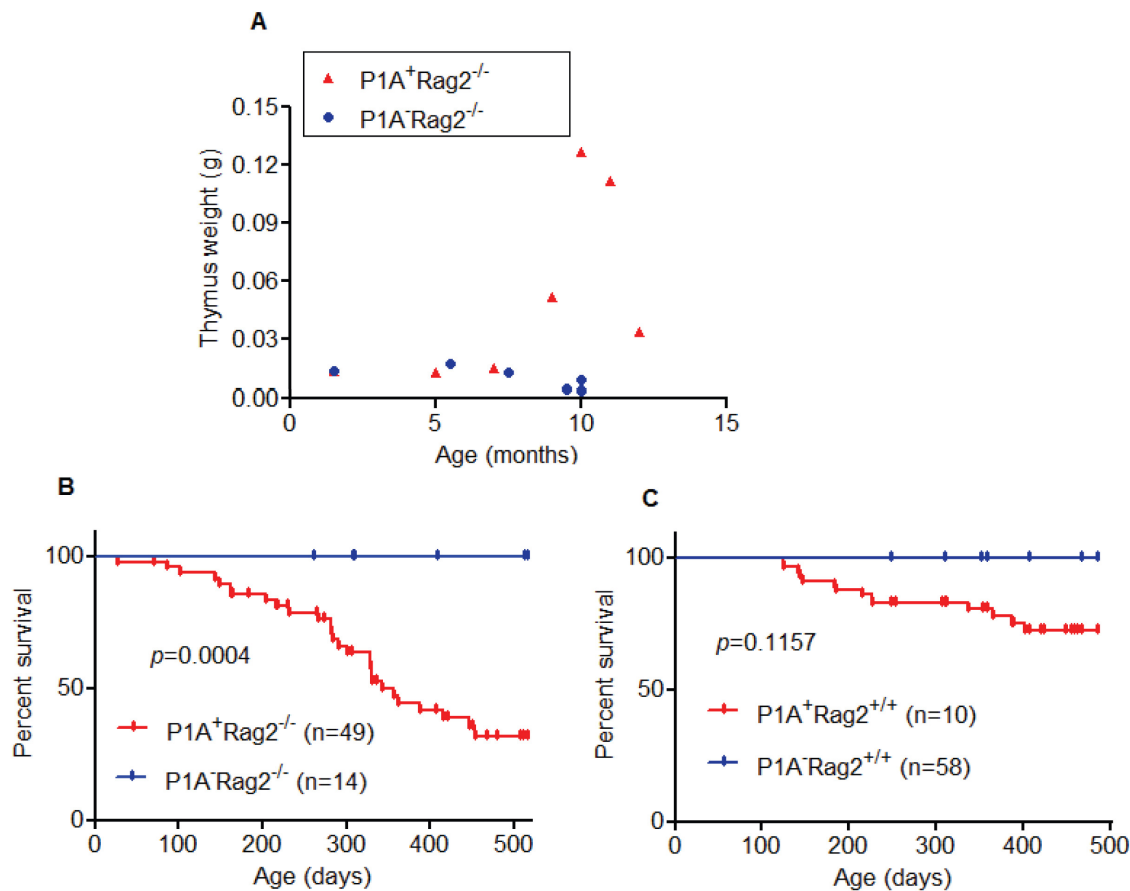 A
P1A⁺Rag2⁻/⁻
P1A⁻Rag2⁻/⁻
0.15
0.12
0.09
0.06
0.03
0.00
Thymus weight (g)
0 5 10 15
Age (months)
B
100
50
0
Percent survival
p=0.0004
P1A⁺Rag2⁻/⁻ (n=49)
P1A⁻Rag2⁻/⁻ (n=14)
0 100 200 300 400 500
Age (days)
C
100
50
0
Percent survival
p=0.1157
P1A⁺Rag2⁺/⁺ (n=10)
P1A⁻Rag2⁺/⁺ (n=58)
0 100 200 300 400 500
Age (days)